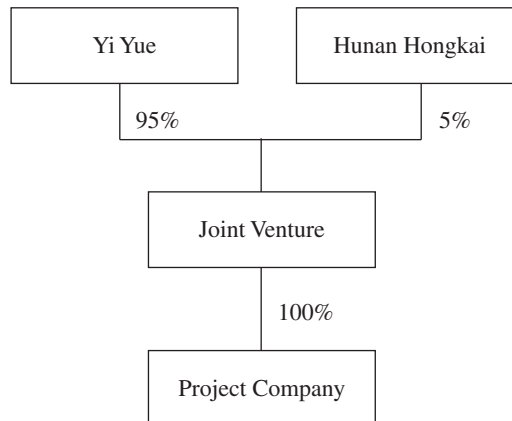 Yi Yue
Hunan Hongkai
95%
5%
Joint Venture
100%
Project Company